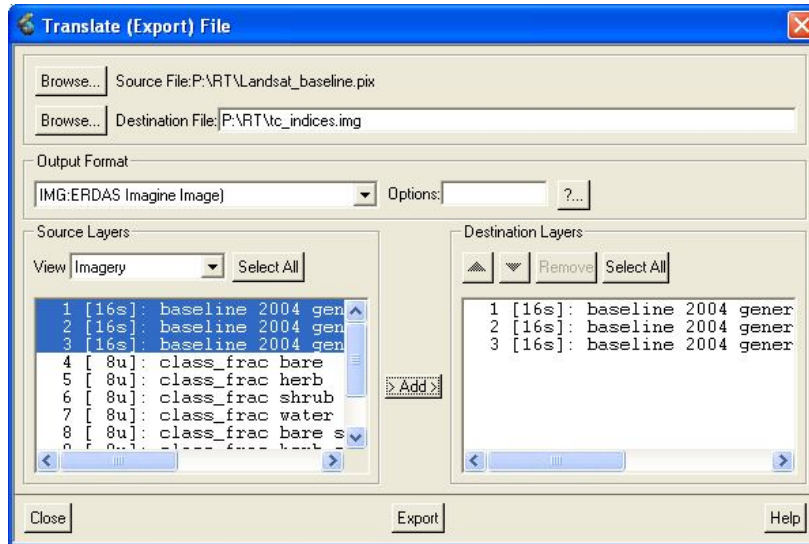 Translate (Export) File
Browse... Source File:P:\RT\Landsat_baseline.pix
Browse... Destination File: P:\RT\tc_indices.img
Output Format
IMG:ERDAS Imagine Image) Options: ?...
Source Layers
View Imagery Select All
1 [16s]: baseline 2004 gen
2 [16s]: baseline 2004 gen
3 [16s]: baseline 2004 gen
4 [ 8u]: class_frac bare
5 [ 8u]: class_frac herb
6 [ 8u]: class_frac shrub
7 [ 8u]: class_frac water
8 [ 8u]: class_frac bare s
> Add >
Destination Layers
Remove Select All
1 [16s]: baseline 2004 gener
2 [16s]: baseline 2004 gener
3 [16s]: baseline 2004 gener
Close Export Help